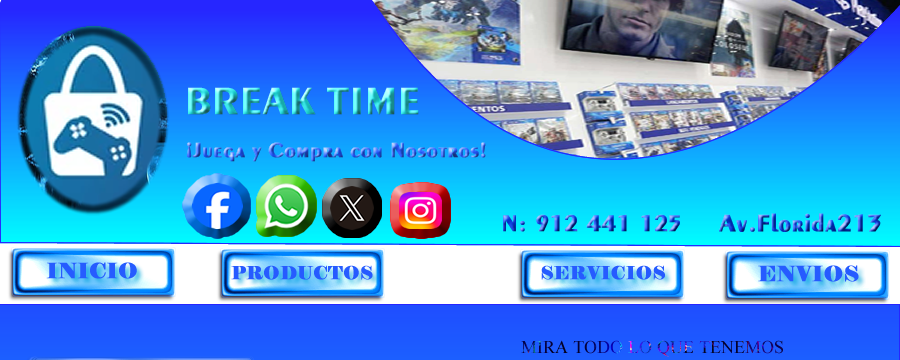 BREAK TIME
¡Juega y Compra con Nosotros!
N: 912 441 125
Av.Florida213
INICIO
PRODUCTOS
SERVICIOS
ENVIOS
MIRA TODO LO QUE TENEMOS